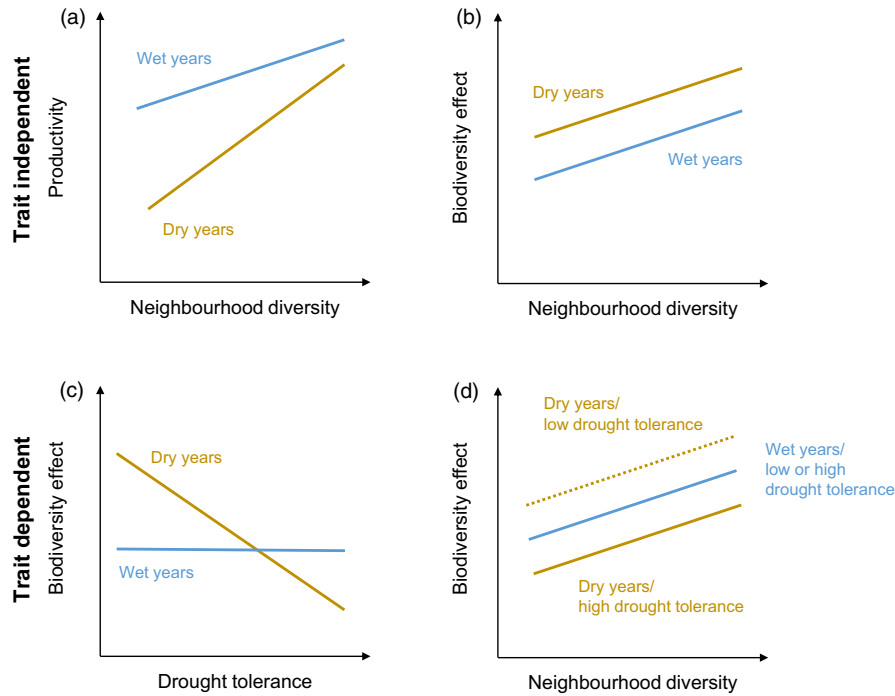 (a)
Trait independent
Productivity
Wet years
Dry years
Neighbourhood diversity
(b)
Biodiversity effect
Dry years
Wet years
Neighbourhood diversity
(c)
Trait dependent
Biodiversity effect
Dry years
Wet years
Drought tolerance
(d)
Biodiversity effect
Dry years/
low drought tolerance
Wet years/
low or high
drought tolerance
Dry years/
high drought tolerance
Neighbourhood diversity